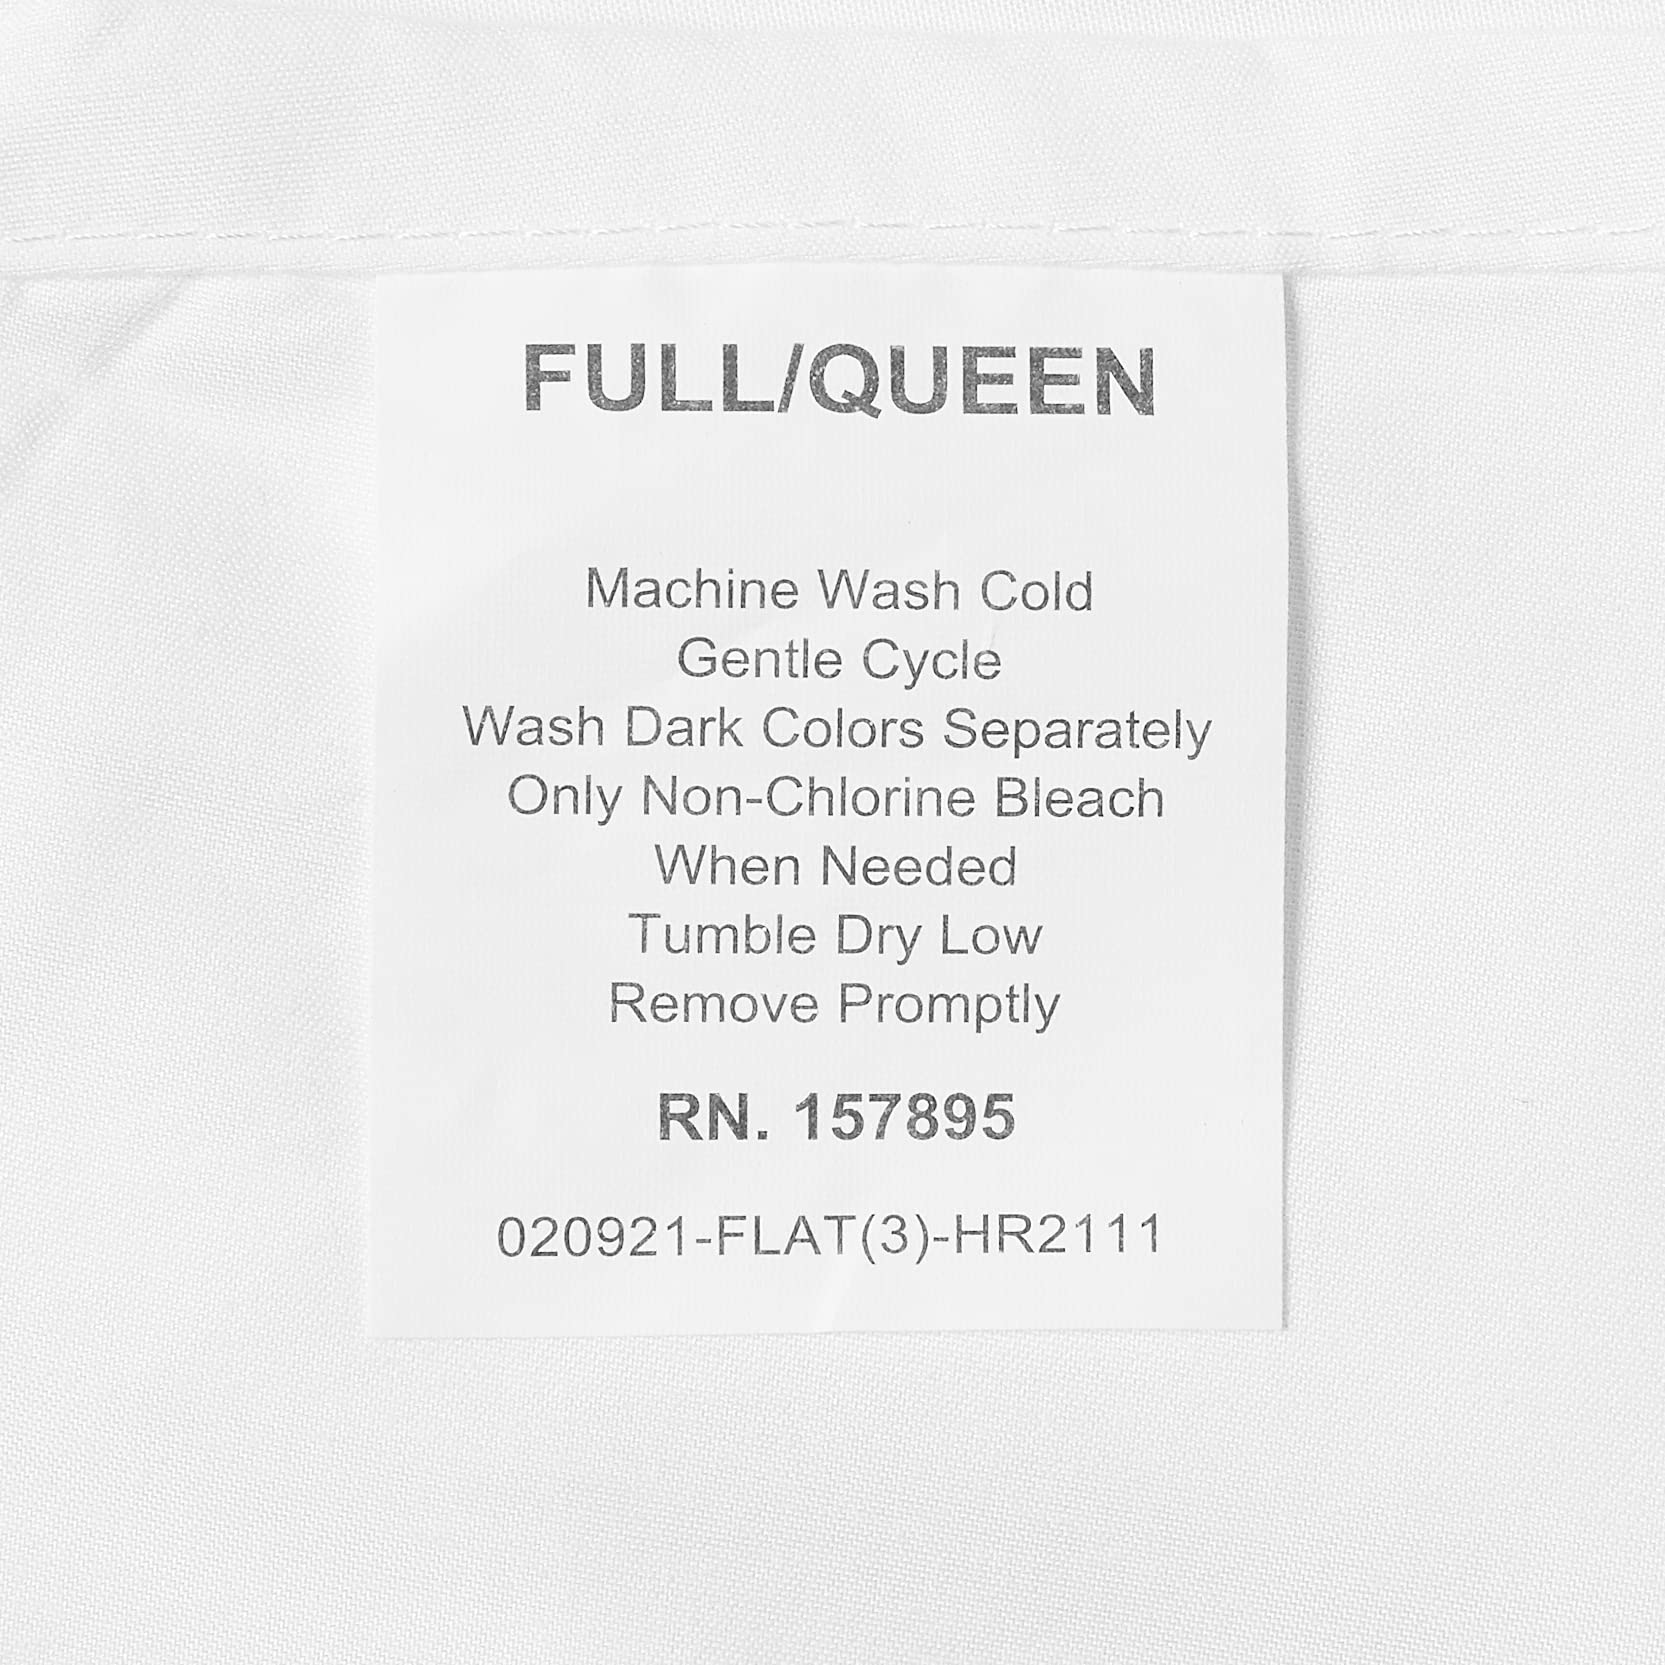 FULL/QUEEN
Machine Wash Cold
Gentle Cycle
Wash Dark Colors Separately
Only Non-Chlorine Bleach
When Needed
Tumble Dry Low
Remove Promptly
RN. 157895
020921-FLAT(3)-HR2111